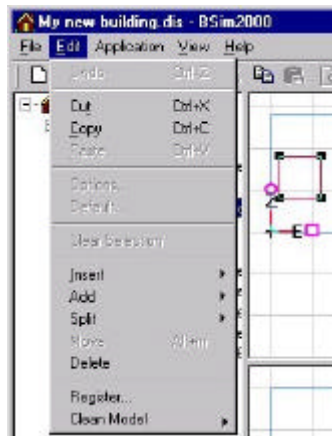 My new building.dis - BSim2000
File Edit Application View Help
Undo Ctrl-Z
Cut Ctrl+X
Copy Ctrl+C
Paste Ctrl+V
Options...
Default...
Clear Selection
Insert
Add
Split
Move Alt+m
Delete
Register...
Clean Model